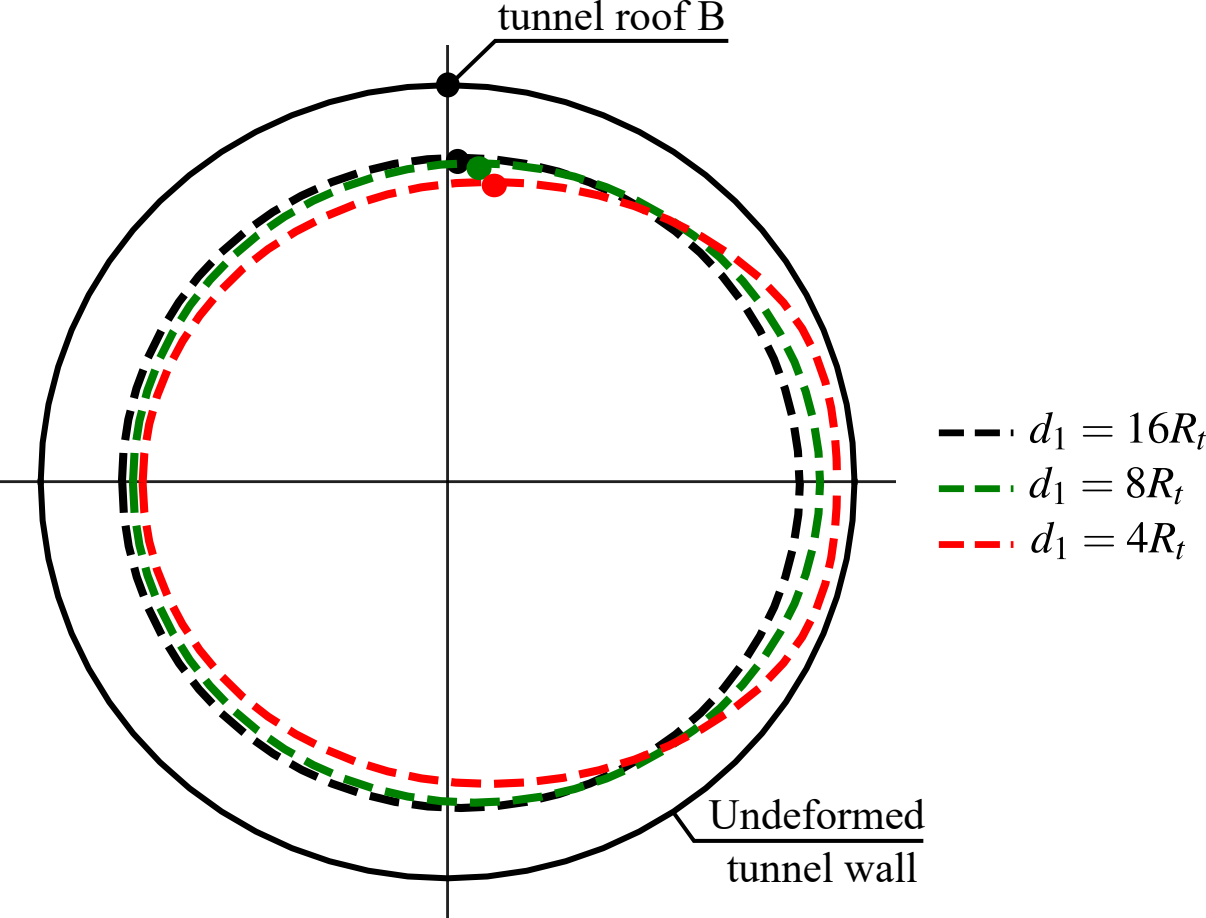 tunnel roof B
d₁ = 16Rₜ
d₁ = 8Rₜ
d₁ = 4Rₜ
Undeformed
tunnel wall